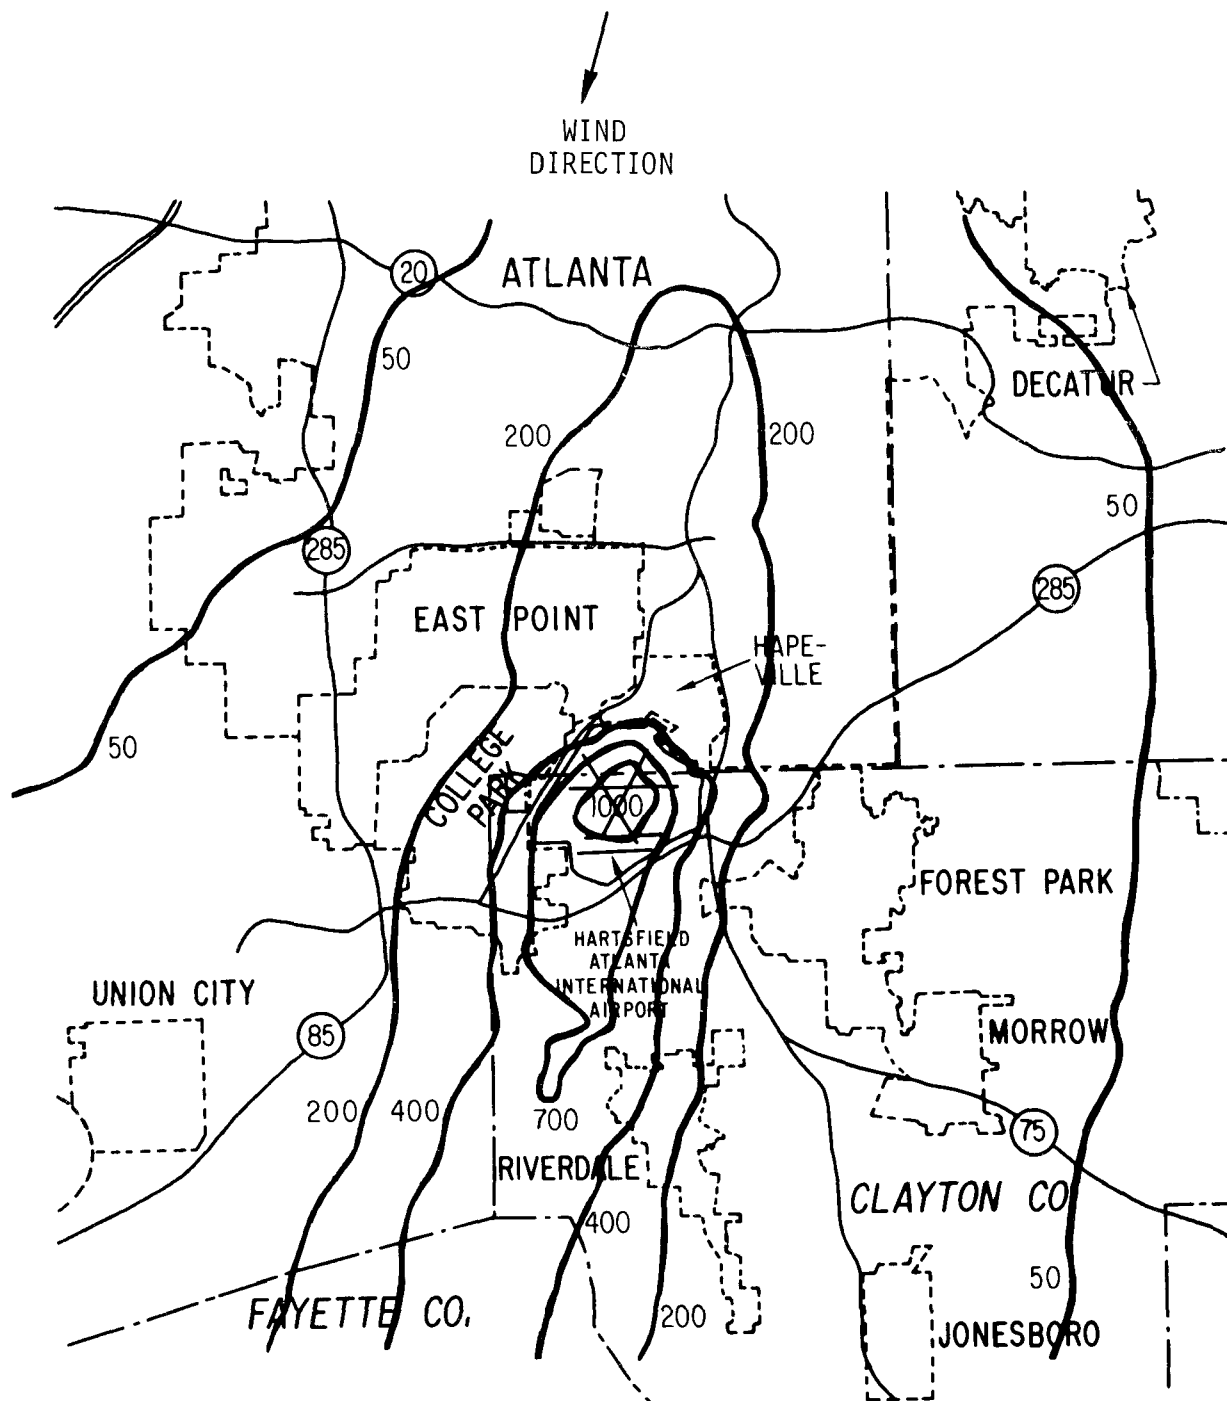 WIND
DIRECTION
20
ATLANTA
50
DECATUR
200
200
50
285
285
EAST POINT
HAPE-
VILLE
50
COLLEGE
PARK
1000
FOREST PARK
HARTSFIELD
ATLANTA
INTERNATIONAL
AIRPORT
UNION CITY
85
MORROW
200
400
700
75
RIVERDALE
CLAYTON CO
400
50
FAYETTE CO.
200
JONESBORO